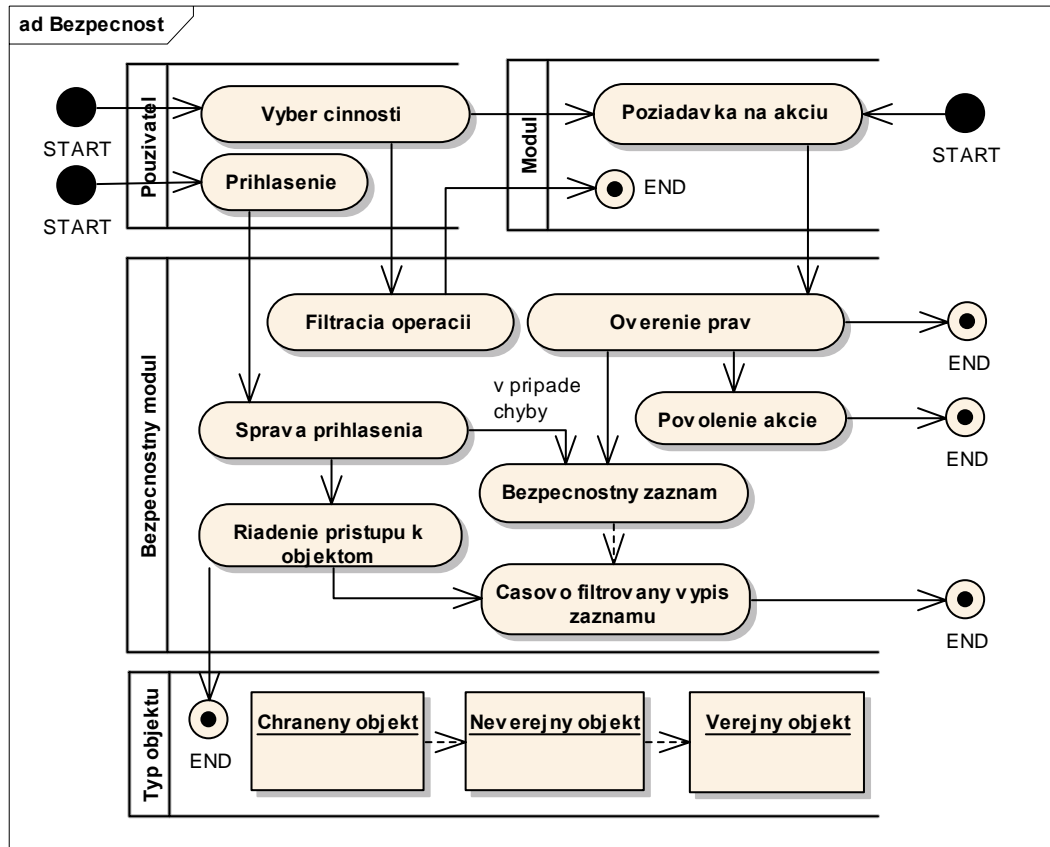 ad Bezpecnost
Pouzivatel
Vyber cinnosti
START
Prihlasenie
START
Modul
Poziadavka na akciu
START
END
Bezpecnostny modul
Filtracia operacii
Overenie prav
END
v pripade
chyby
Povolenie akcie
END
Sprava prihlasenia
Bezpecnostny zaznam
Riadenie pristupu k
objektom
Casovo filtrovany vypis
zaznamu
END
Typ objektu
END
Chraneny objekt
Neverejny objekt
Verejny objekt